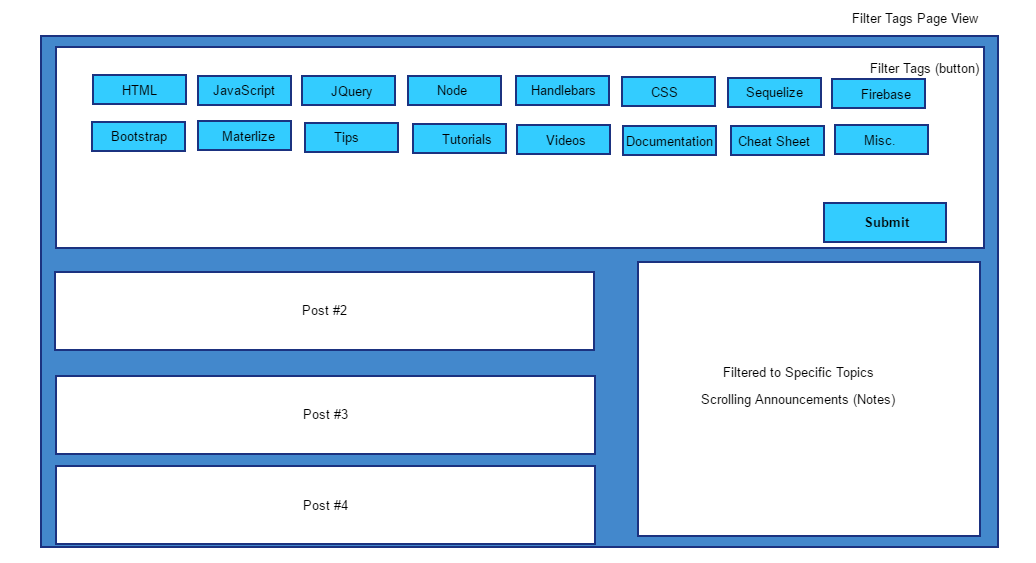 Filter Tags Page View
Filter Tags (button)
HTML JavaScript JQuery Node Handlebars CSS Sequelize Firebase
Bootstrap Materlize Tips Tutorials Videos Documentation Cheat Sheet Misc.
Submit
Post #2
Filtered to Specific Topics
Scrolling Announcements (Notes)
Post #3
Post #4